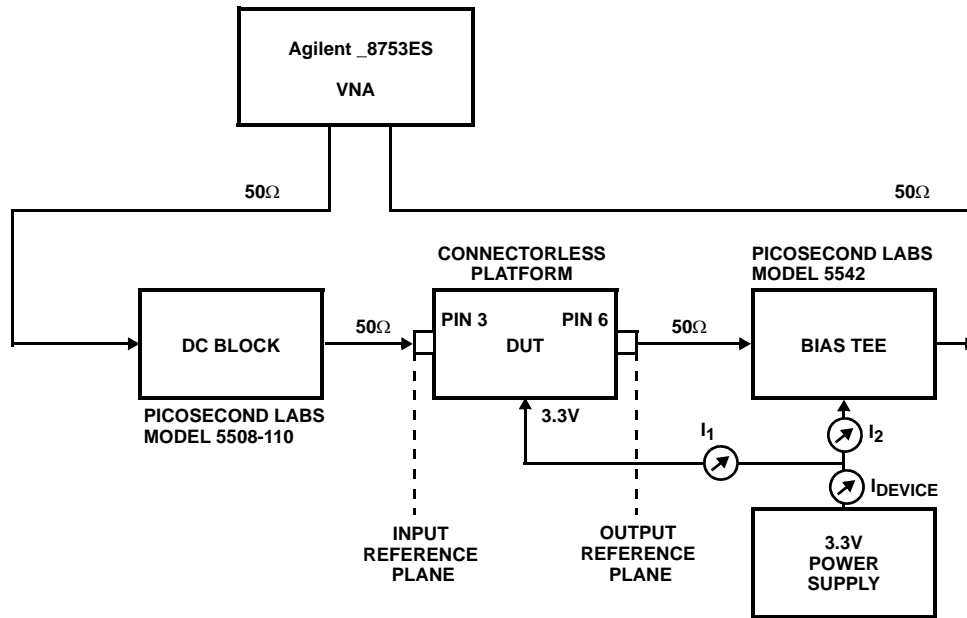 Agilent _8753ES
VNA
50Ω
50Ω
CONNECTORLESS
PLATFORM
PICOSECOND LABS
MODEL 5542
DC BLOCK
50Ω
PIN 3
PIN 6
DUT
50Ω
BIAS TEE
PICOSECOND LABS
MODEL 5508-110
3.3V
I1
I2
IDEVICE
INPUT
REFERENCE
PLANE
OUTPUT
REFERENCE
PLANE
3.3V
POWER
SUPPLY